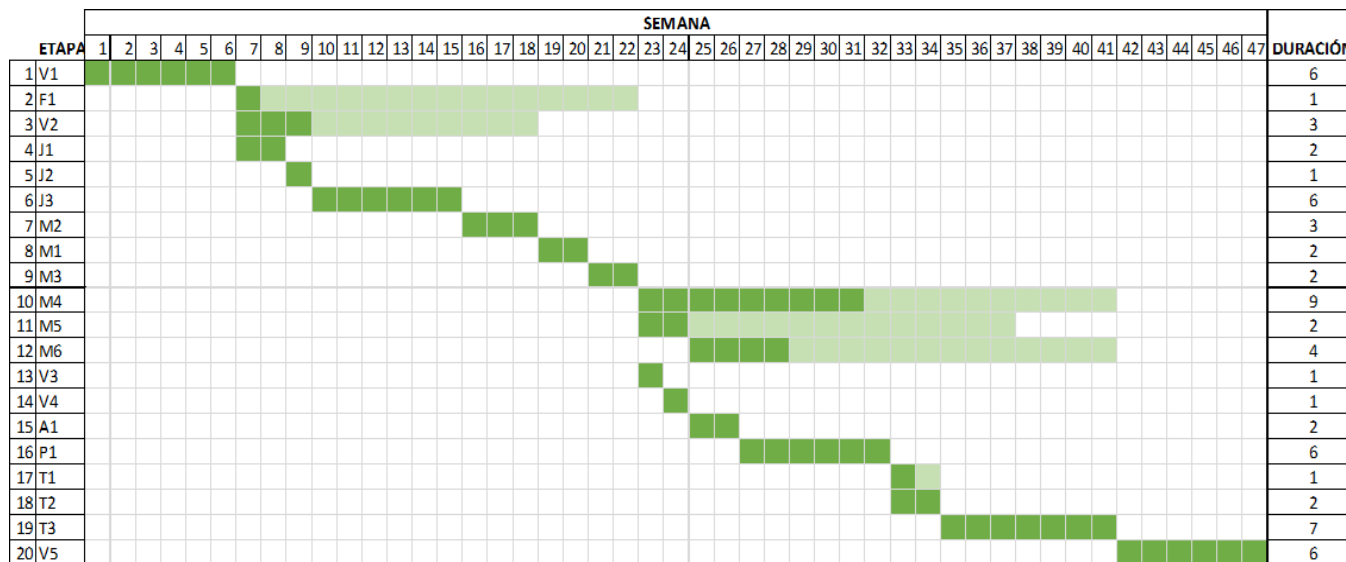 SEMANA
ETAPA 1 2 3 4 5 6 7 8 9 10 11 12 13 14 15 16 17 18 19 20 21 22 23 24 25 26 27 28 29 30 31 32 33 34 35 36 37 38 39 40 41 42 43 44 45 46 47 DURACIÓN
1 V1 6
2 F1 1
3 V2 3
4 J1 2
5 J2 1
6 J3 6
7 M2 3
8 M1 2
9 M3 2
10 M4 9
11 M5 2
12 M6 4
13 V3 1
14 V4 1
15 A1 2
16 P1 6
17 T1 1
18 T2 2
19 T3 7
20 V5 6